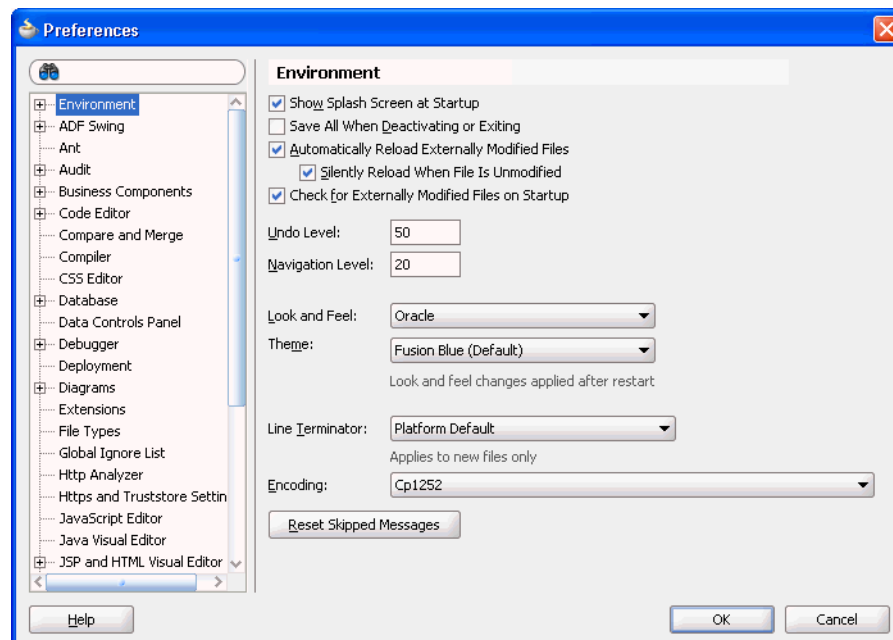 Preferences
Environment
ADF Swing
Ant
Audit
Business Components
Code Editor
Compare and Merge
Compiler
CSS Editor
Database
Data Controls Panel
Debugger
Deployment
Diagrams
Extensions
File Types
Global Ignore List
Http Analyzer
Https and Truststore Settin
JavaScript Editor
Java Visual Editor
JSP and HTML Visual Editor
Environment
Show Splash Screen at Startup
Save All When Deactivating or Exiting
Automatically Reload Externally Modified Files
Silently Reload When File Is Unmodified
Check for Externally Modified Files on Startup
Undo Level: 50
Navigation Level: 20
Look and Feel: Oracle
Theme: Fusion Blue (Default)
Look and feel changes applied after restart
Line Terminator: Platform Default
Applies to new files only
Encoding: Cp1252
Reset Skipped Messages
Help OK Cancel